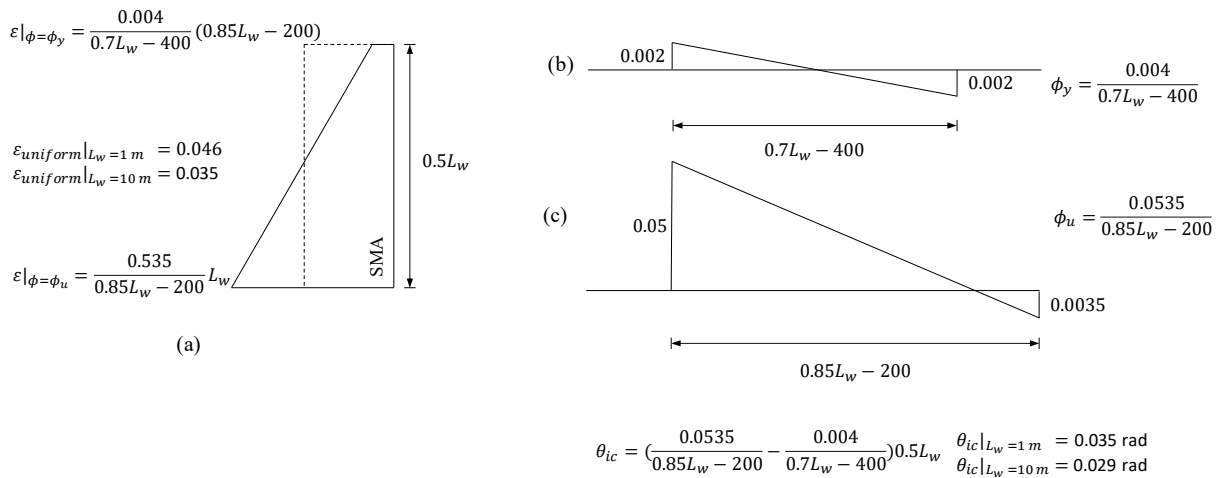 ε|ϕ=ϕy = 0.004 / (0.7Lw − 400) (0.85Lw − 200)
0.5Lw
εuniform|Lw=1 m = 0.046
εuniform|Lw=10 m = 0.035
SMA
ε|ϕ=ϕu = 0.535 / (0.85Lw − 200) Lw
(a)
(b)
0.002
0.002
ϕy = 0.004 / (0.7Lw − 400)
0.7Lw − 400
(c)
0.05
ϕu = 0.0535 / (0.85Lw − 200)
0.0035
0.85Lw − 200
θic = (0.0535 / (0.85Lw − 200) − 0.004 / (0.7Lw − 400))0.5Lw
θic|Lw=1 m = 0.035 rad
θic|Lw=10 m = 0.029 rad